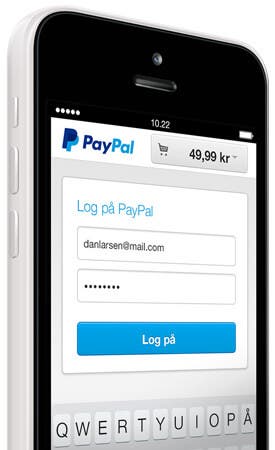 10.22
PayPal
49,99 kr
Log på PayPal
danlarsen@mail.com
••••••••
Log på
Q W E R T Y U I O P Å